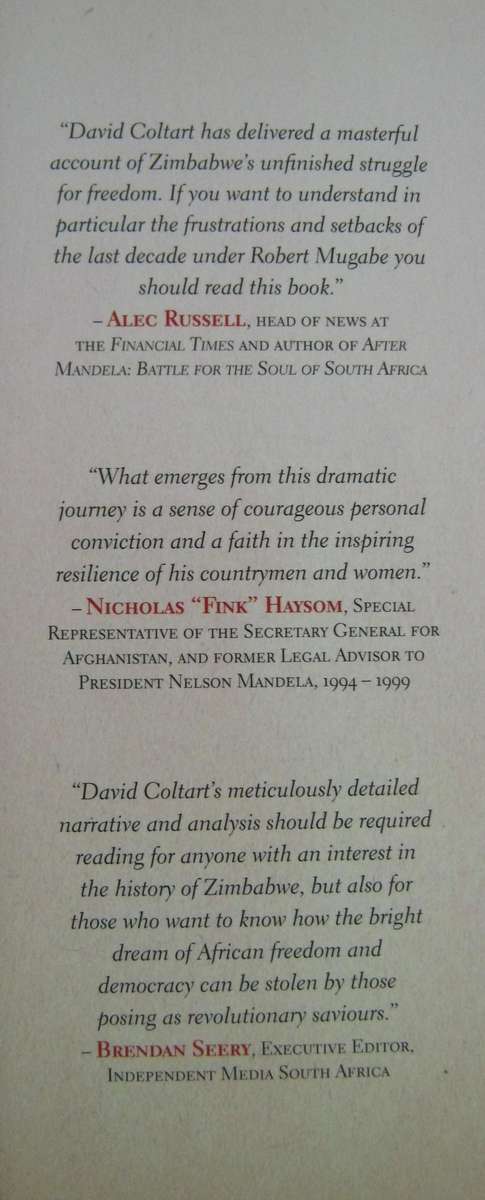 “David Coltart has delivered a masterful
account of Zimbabwe’s unfinished struggle
for freedom. If you want to understand in
particular the frustrations and setbacks of
the last decade under Robert Mugabe you
should read this book.”
– Alec Russell, head of news at
the Financial Times and author of After
Mandela: Battle for the Soul of South Africa
“What emerges from this dramatic
journey is a sense of courageous personal
conviction and a faith in the inspiring
resilience of his countrymen and women.”
– Nicholas “Fink” Haysom, Special
Representative of the Secretary General for
Afghanistan, and former Legal Advisor to
President Nelson Mandela, 1994 – 1999
“David Coltart’s meticulously detailed
narrative and analysis should be required
reading for anyone with an interest in
the history of Zimbabwe, but also for
those who want to know how the bright
dream of African freedom and
democracy can be stolen by those
posing as revolutionary saviours.”
– Brendan Seery, Executive Editor,
Independent Media South Africa